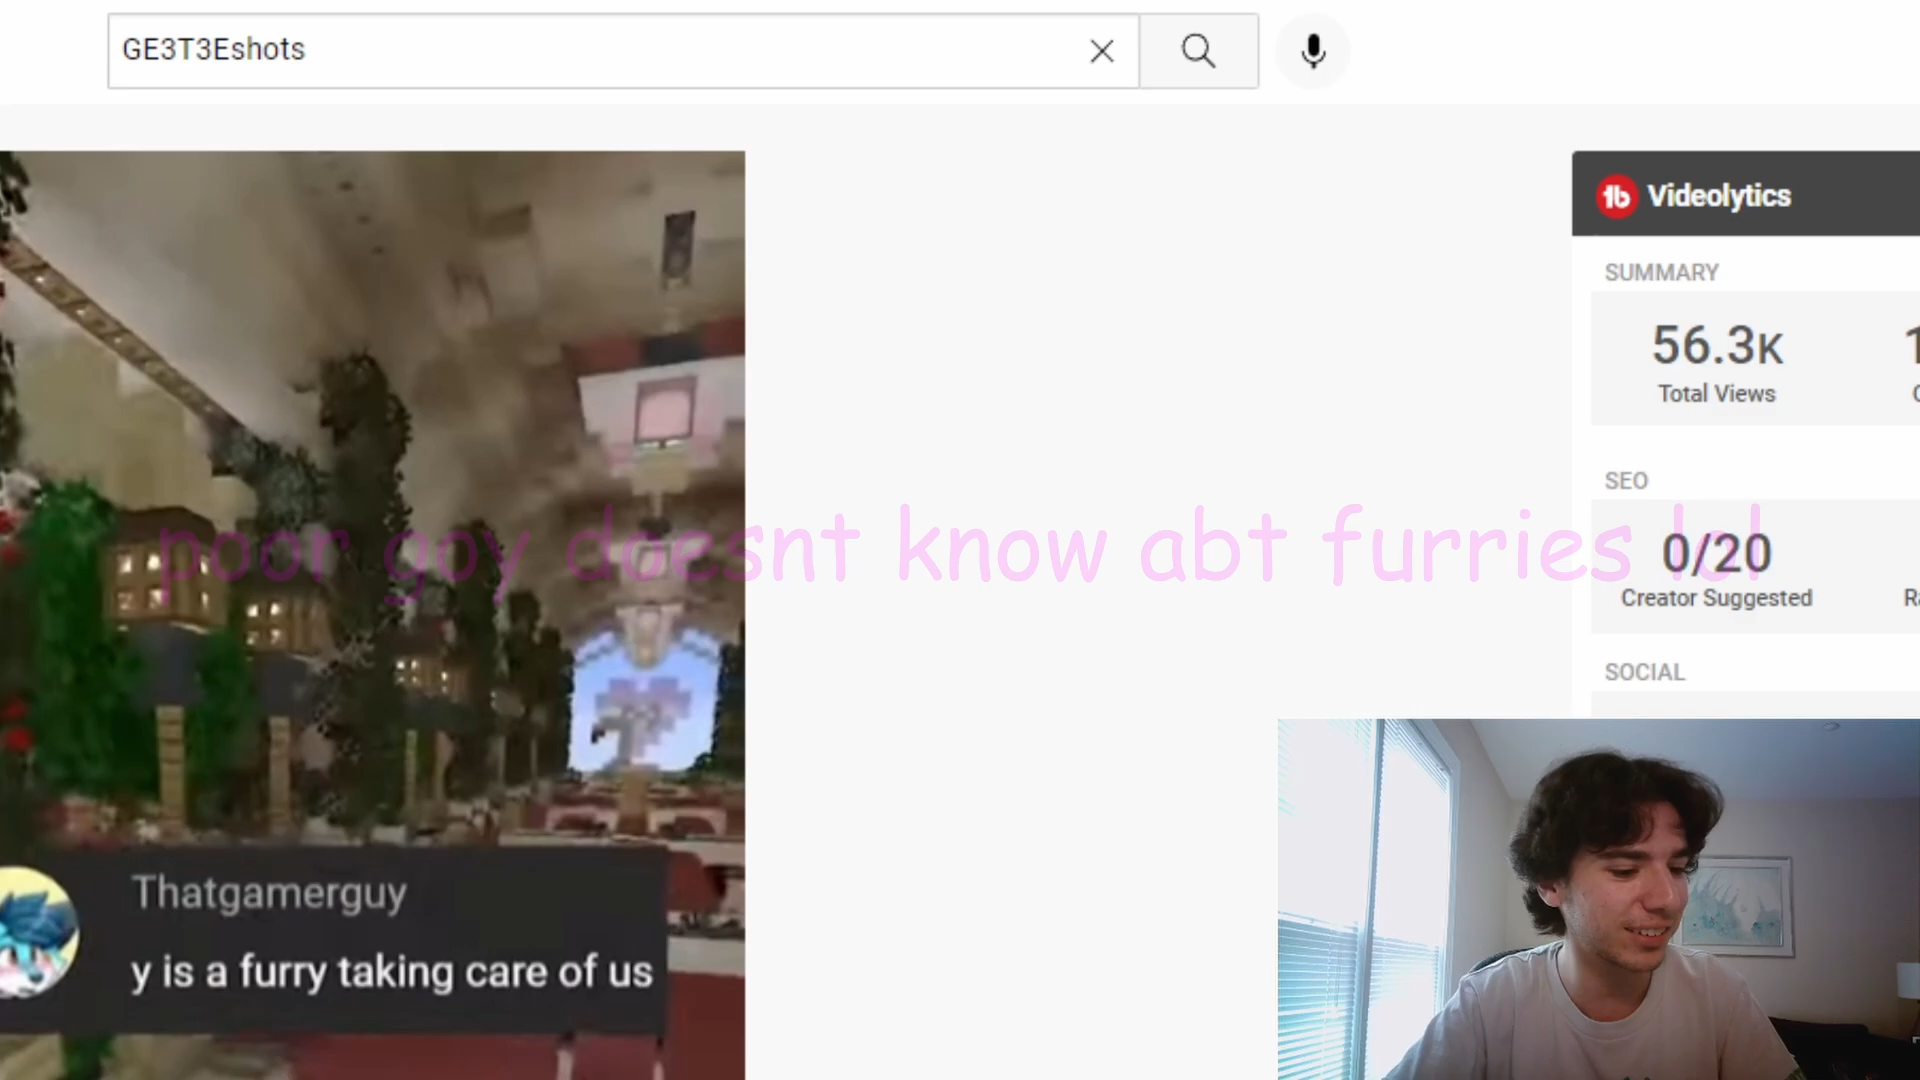 GE3T3Eshots
Videolytics
SUMMARY
56.3K
Total Views
SEO
poor goy doesnt know abt furries lol
0/20
Creator Suggested
SOCIAL
Thatgamerguy
y is a furry taking care of us